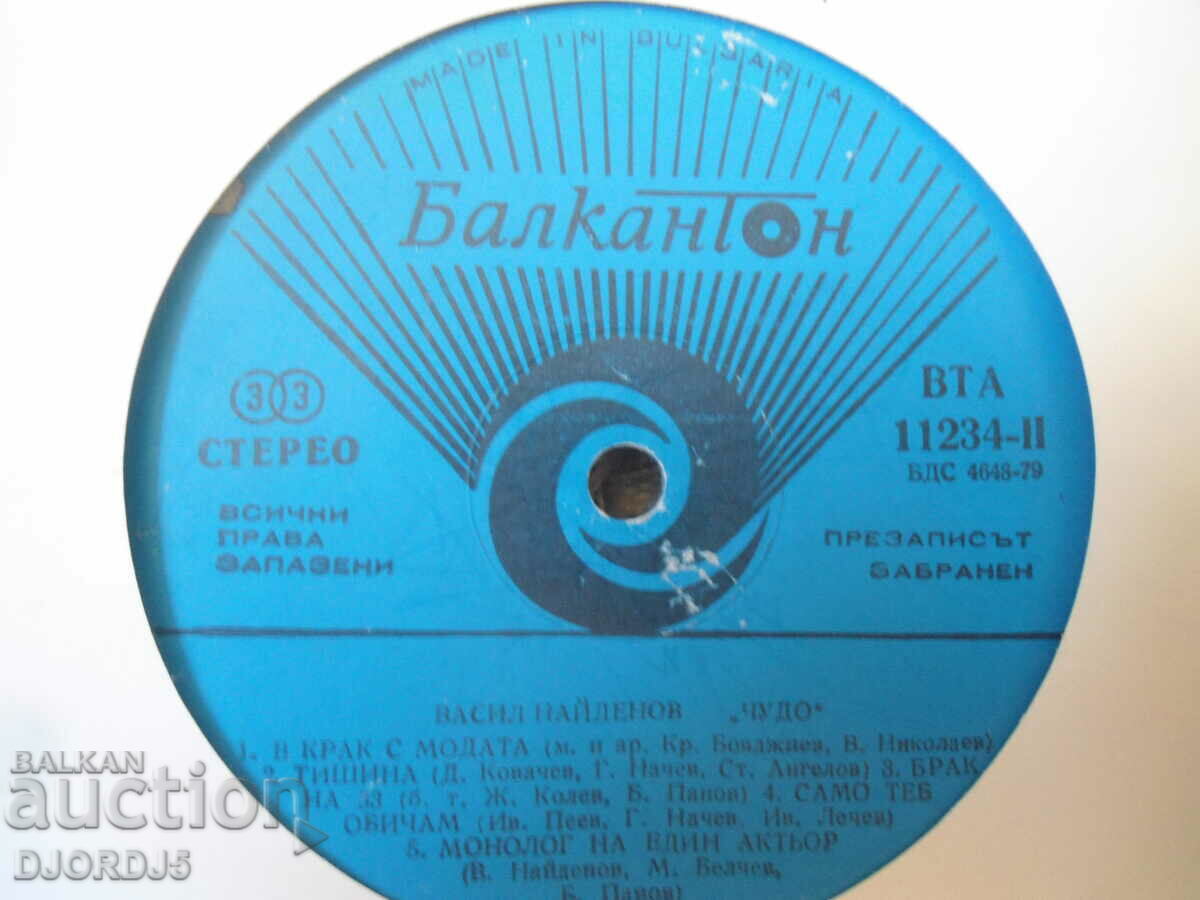 MADE IN BULGARIA
БалканТон
33
СТЕРЕО
ВТА
11234-II
БДС 4648-79
ВСИЧКИ
ПРАВА
ЗАПАЗЕНИ
ПРЕЗАПИСЪТ
ЗАБРАНЕН
ВАСИЛ НАЙДЕНОВ „ЧУДО“
1. В КРАК С МОДАТА (м. и ар. Кр. Бояджиев, В. Николаев)
2. ТИШИНА (Д. Ковачев, Г. Начев, Ст. Ангелов) 3. БРАК
НА 33 (б. т. Ж. Колев, Б. Панов) 4. САМО ТЕБ
ОБИЧАМ (Ив. Пеев, Г. Начев, Ив. Лечев)
5. МОНОЛОГ НА ЕДИН АКТЬОР
(В. Найденов, М. Белчев,
Б. Панов)
BALKAN
auction
DJORDJ5